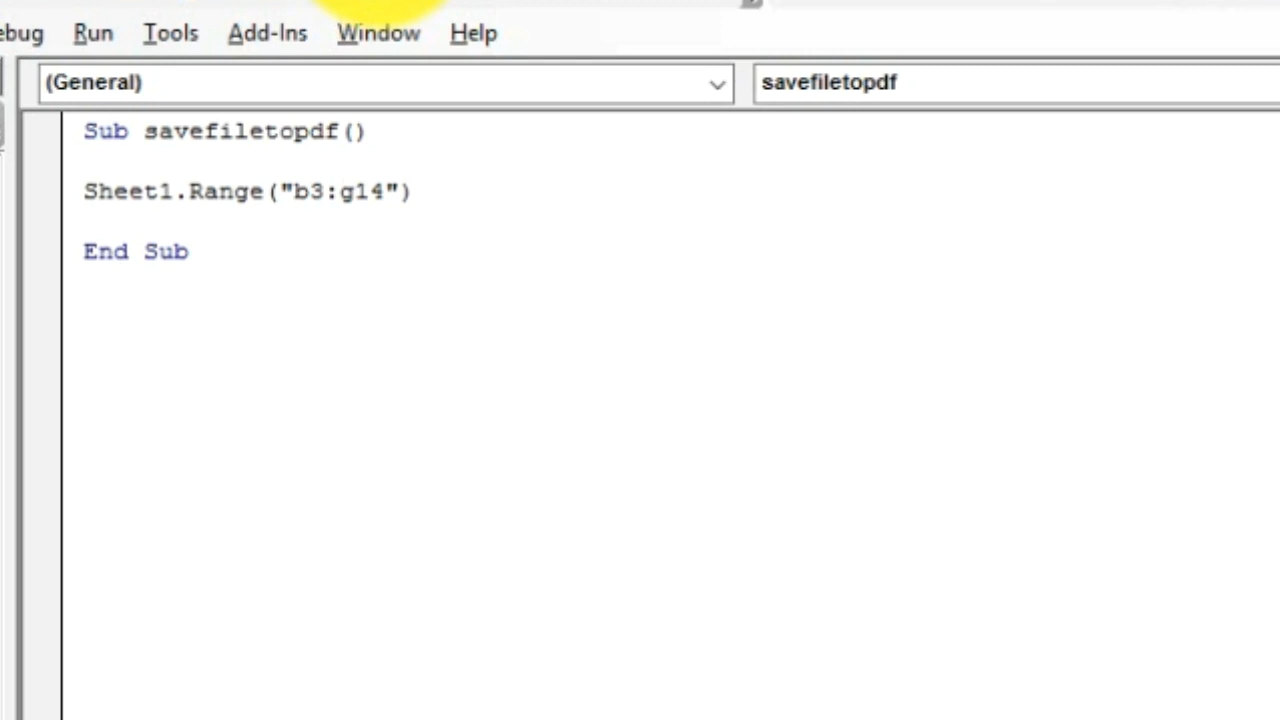 ebug Run Tools Add-Ins Window Help
(General) savefiletopdf
Sub savefiletopdf()
Sheet1.Range("b3:g14")
End Sub